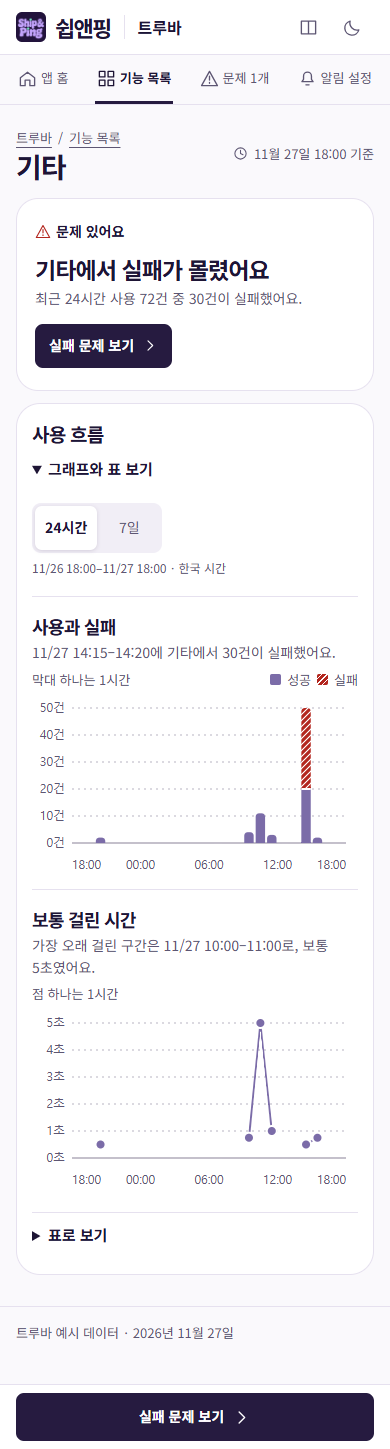 Ship&
Ping
쉽앤핑
트루바
앱 홈
기능 목록
문제 1개
알림 설정
트루바 / 기능 목록
11월 27일 18:00 기준
기타
문제 있어요
기타에서 실패가 몰렸어요
최근 24시간 사용 72건 중 30건이 실패했어요.
실패 문제 보기
사용 흐름
그래프와 표 보기
24시간
7일
11/26 18:00–11/27 18:00 · 한국 시간
사용과 실패
11/27 14:15–14:20에 기타에서 30건이 실패했어요.
막대 하나는 1시간
성공
실패
50건
40건
30건
20건
10건
0건
18:00 00:00 06:00 12:00 18:00
보통 걸린 시간
가장 오래 걸린 구간은 11/27 10:00–11:00로, 보통
5초였어요.
점 하나는 1시간
5초
4초
3초
2초
1초
0초
18:00 00:00 06:00 12:00 18:00
표로 보기
트루바 예시 데이터 · 2026년 11월 27일
실패 문제 보기